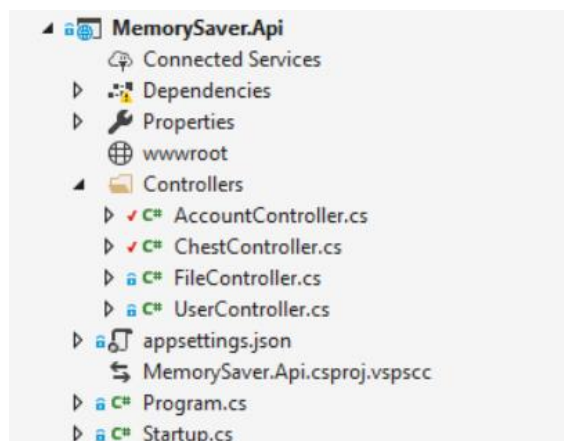 MemorySaver.Api
Connected Services
Dependencies
Properties
wwwroot
Controllers
C# AccountController.cs
C# ChestController.cs
C# FileController.cs
C# UserController.cs
appsettings.json
MemorySaver.Api.csproj.vspscc
C# Program.cs
C# Startup.cs